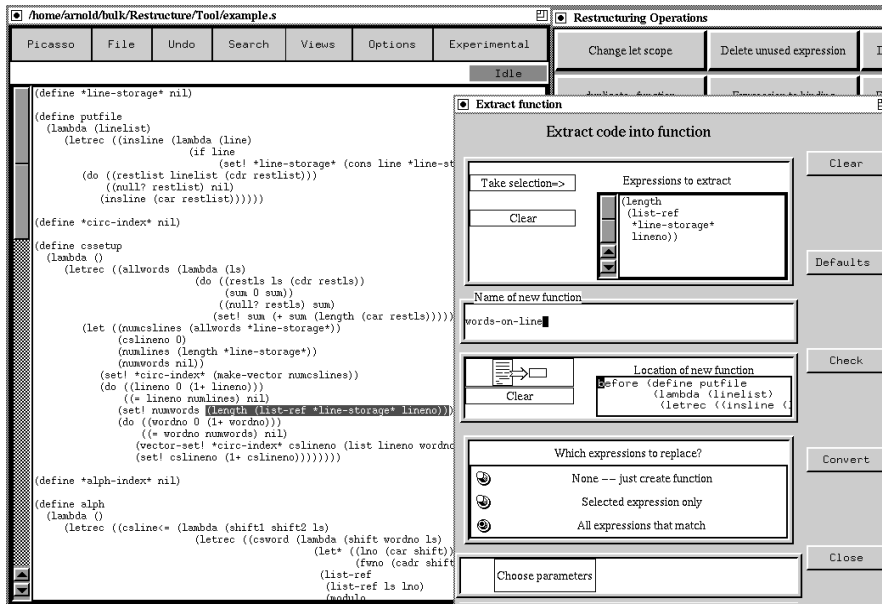 /home/arnold/bulk/Restructure/Tool/example.s
Picasso File Undo Search Views Options Experimental
Idle
(define *line-storage* nil)
(define putfile
(lambda (linelist)
(letrec ((insline (lambda (line)
(if line
(set! *line-storage* (cons line *line-st
(do ((restlist linelist (cdr restlist)))
((null? restlist) nil)
(insline (car restlist))))))
(define *circ-index* nil)
(define cssetup
(lambda ()
(letrec ((allwords (lambda (ls)
(do ((restls ls (cdr restls))
(sum 0 sum))
((null? restls) sum)
(set! sum (+ sum (length (car restls)))))
(let ((numcslines (allwords *line-storage*))
(cslineno 0)
(numlines (length *line-storage*))
(numwords nil))
(set! *circ-index* (make-vector numcslines))
(do ((lineno 0 (1+ lineno)))
((= lineno numlines) nil)
(set! numwords (length (list-ref *line-storage* lineno)))
(do ((wordno 0 (1+ wordno)))
((= wordno numwords) nil)
(vector-set! *circ-index* cslineno (list lineno wordno
(set! cslineno (1+ cslineno))))))))
(define *alph-index* nil)
(define alph
(lambda ()
(letrec ((csline<= (lambda (shift1 shift2 ls)
(letrec ((csword (lambda (shift wordno ls)
(let* ((lno (car shift))
(fwno (cadr shift
(list-ref
(list-ref ls lno)
(modulo
Restructuring Operations
Change let scope Delete unused expression
Extract function
Extract code into function
Take selection=>
Clear
Expressions to extract
(length
(list-ref
*line-storage*
lineno))
Name of new function
words-on-line
Clear
Location of new function
before (define putfile
(lambda (linelist)
(letrec ((insline (
Which expressions to replace?
None -- just create function
Selected expression only
All expressions that match
Choose parameters
Clear
Defaults
Check
Convert
Close